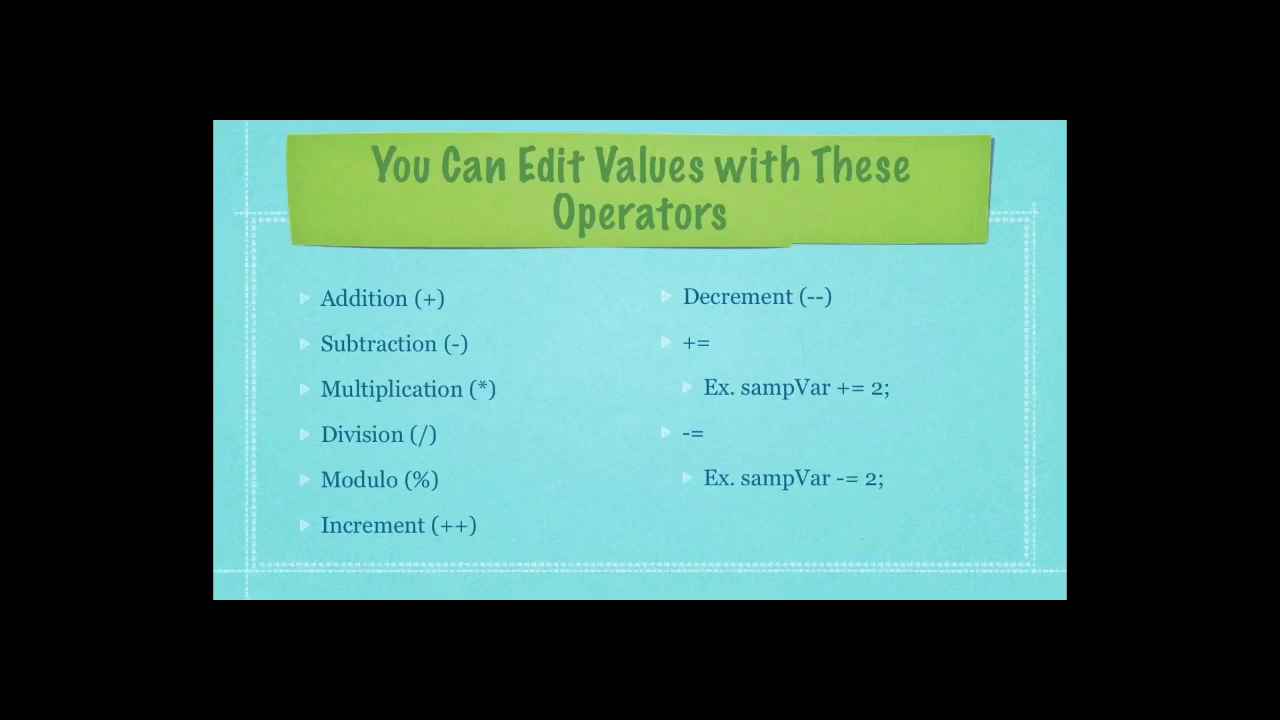 You Can Edit Values with These
Operators
Addition (+)
Subtraction (-)
Multiplication (*)
Division (/)
Modulo (%)
Increment (++)
Decrement (--)
+=
Ex. sampVar += 2;
-=
Ex. sampVar -= 2;